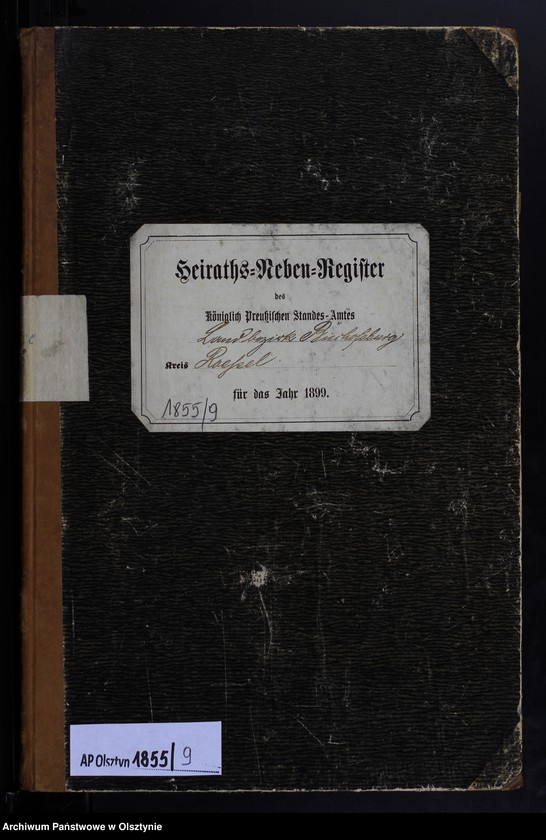 Heiraths-Neben-Register
des
Königlich Preußischen Standes-Amtes
Landbezirk Bischofsburg
Kreis Roessel
für das Jahr 1899.
1855/9
AP Olsztyn 1855/9
Archiwum Państwowe w Olsztynie